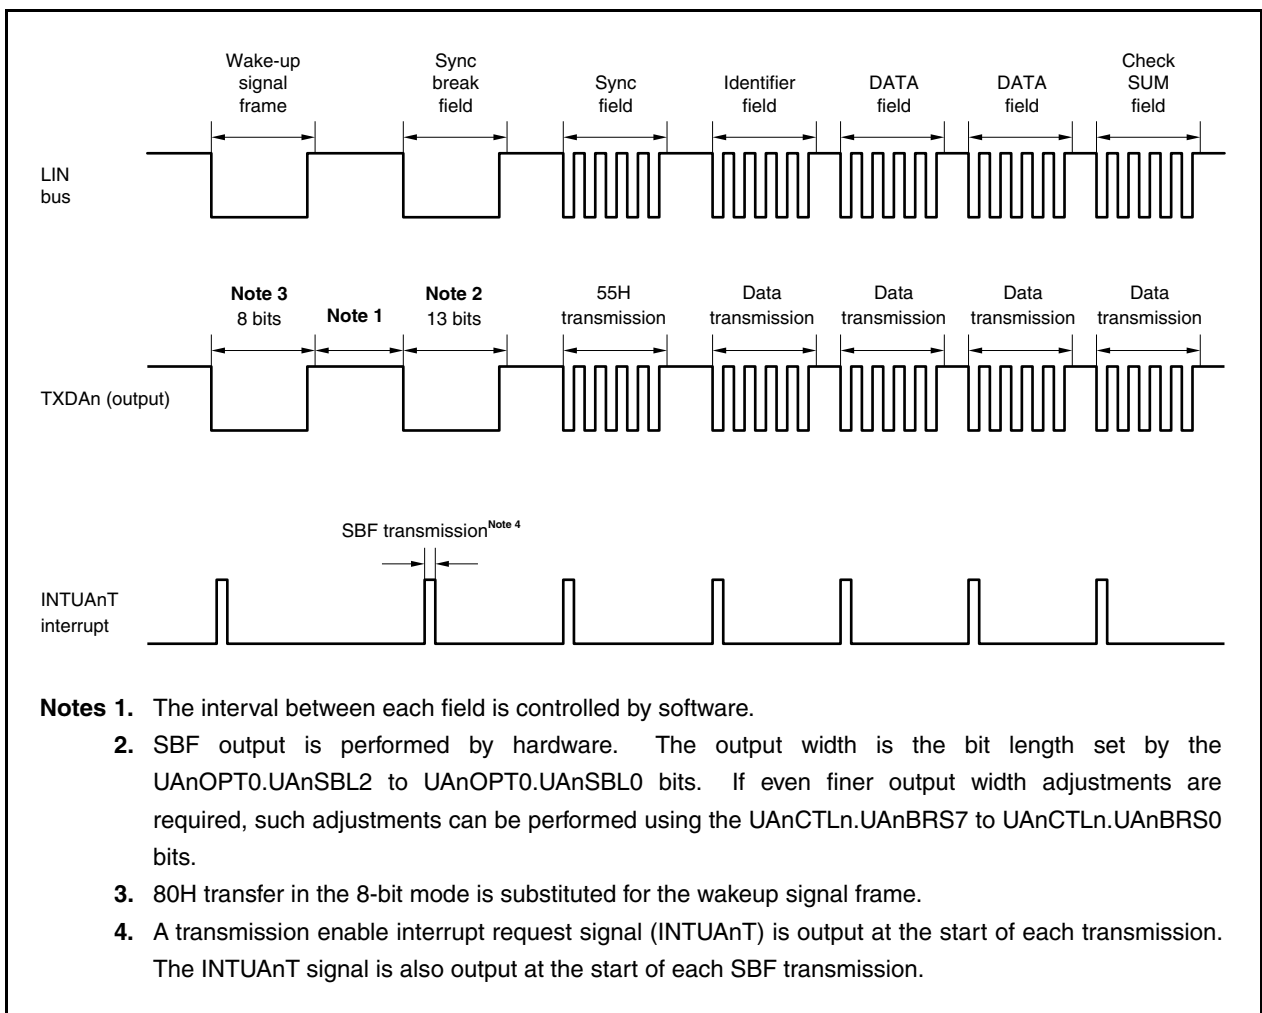 Wake-up
signal
frame
Sync
break
field
Sync
field
Identifier
field
DATA
field
DATA
field
Check
SUM
field
LIN
bus
Note 3
8 bits
Note 1
Note 2
13 bits
55H
transmission
Data
transmission
Data
transmission
Data
transmission
Data
transmission
TXDAn (output)
SBF transmission Note 4
INTUAnT
interrupt
Notes 1. The interval between each field is controlled by software.
2. SBF output is performed by hardware. The output width is the bit length set by the
UAnOPT0.UAnSBL2 to UAnOPT0.UAnSBL0 bits. If even finer output width adjustments are
required, such adjustments can be performed using the UAnCTLn.UAnBRS7 to UAnCTLn.UAnBRS0
bits.
3. 80H transfer in the 8-bit mode is substituted for the wakeup signal frame.
4. A transmission enable interrupt request signal (INTUAnT) is output at the start of each transmission.
The INTUAnT signal is also output at the start of each SBF transmission.